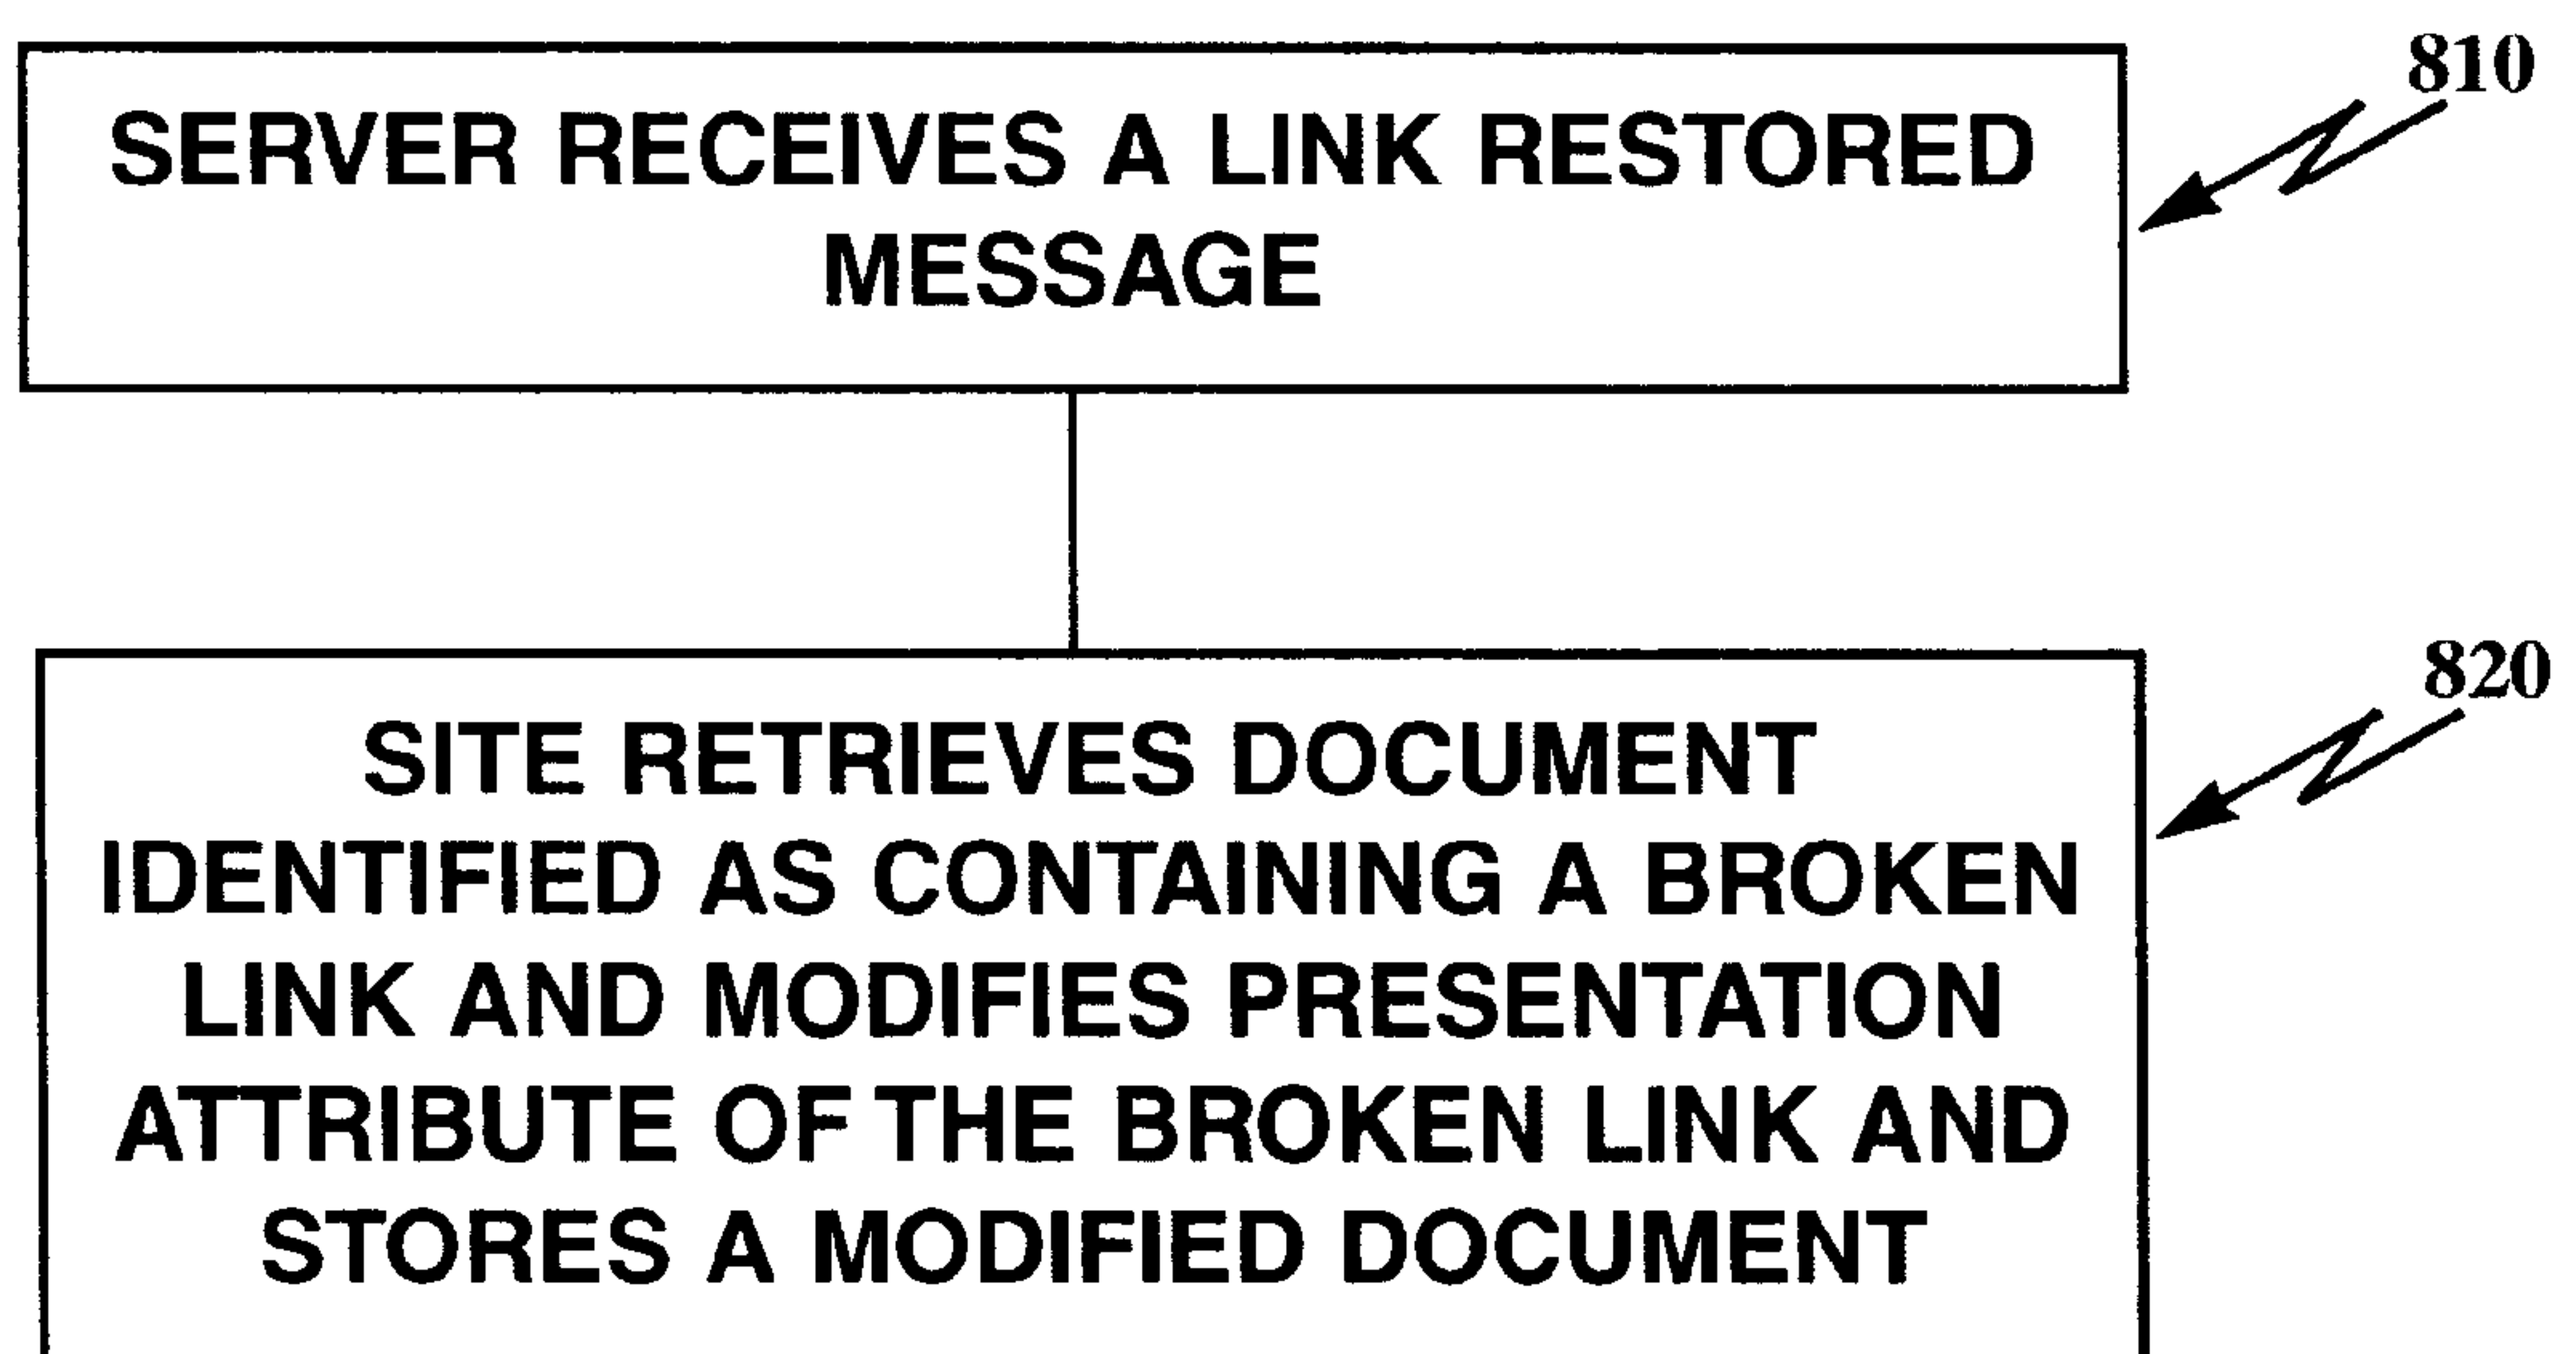 810
SERVER RECEIVES A LINK RESTORED
MESSAGE
820
SITE RETRIEVES DOCUMENT
IDENTIFIED AS CONTAINING A BROKEN
LINK AND MODIFIES PRESENTATION
ATTRIBUTE OF THE BROKEN LINK AND
STORES A MODIFIED DOCUMENT